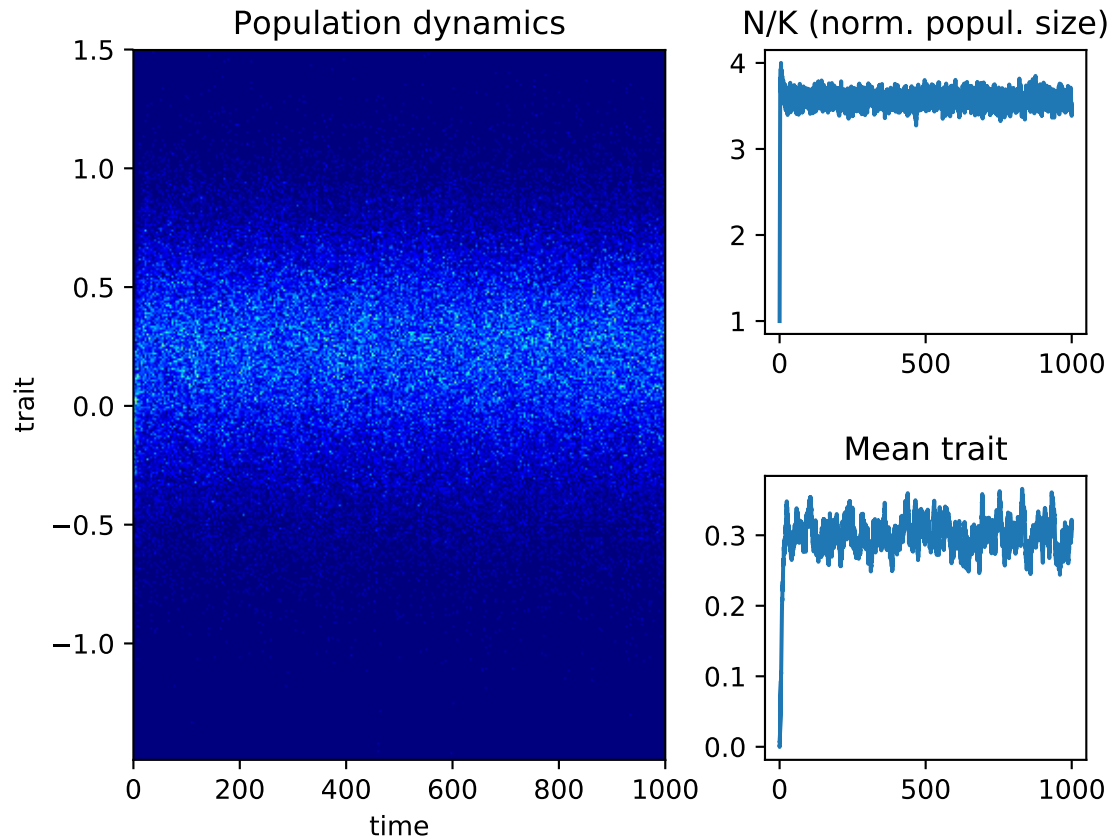 Population dynamics
1.5
1.0
0.5
0.0
−0.5
−1.0
trait
0 200 400 600 800 1000
time
N/K (norm. popul. size)
4
3
2
1
0 500 1000
Mean trait
0.3
0.2
0.1
0.0
0 500 1000